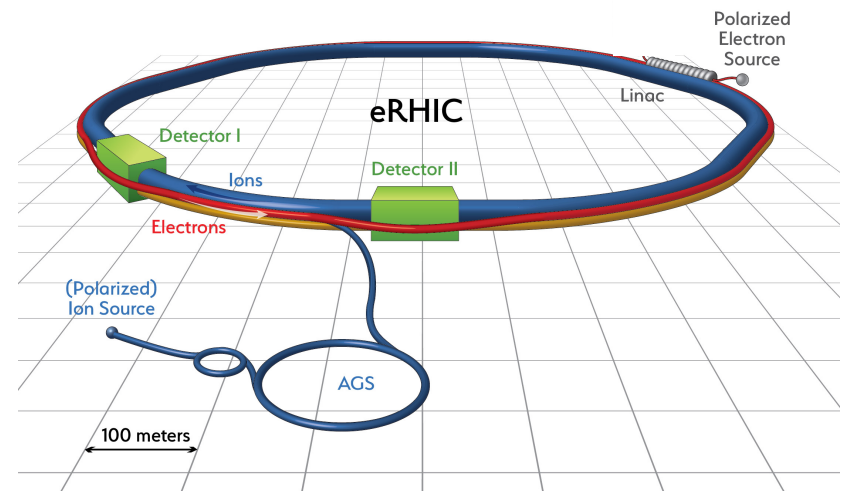 Polarized
Electron
Source
Linac
eRHIC
Detector I
Detector II
Ions
Electrons
(Polarized)
Ion Source
AGS
100 meters